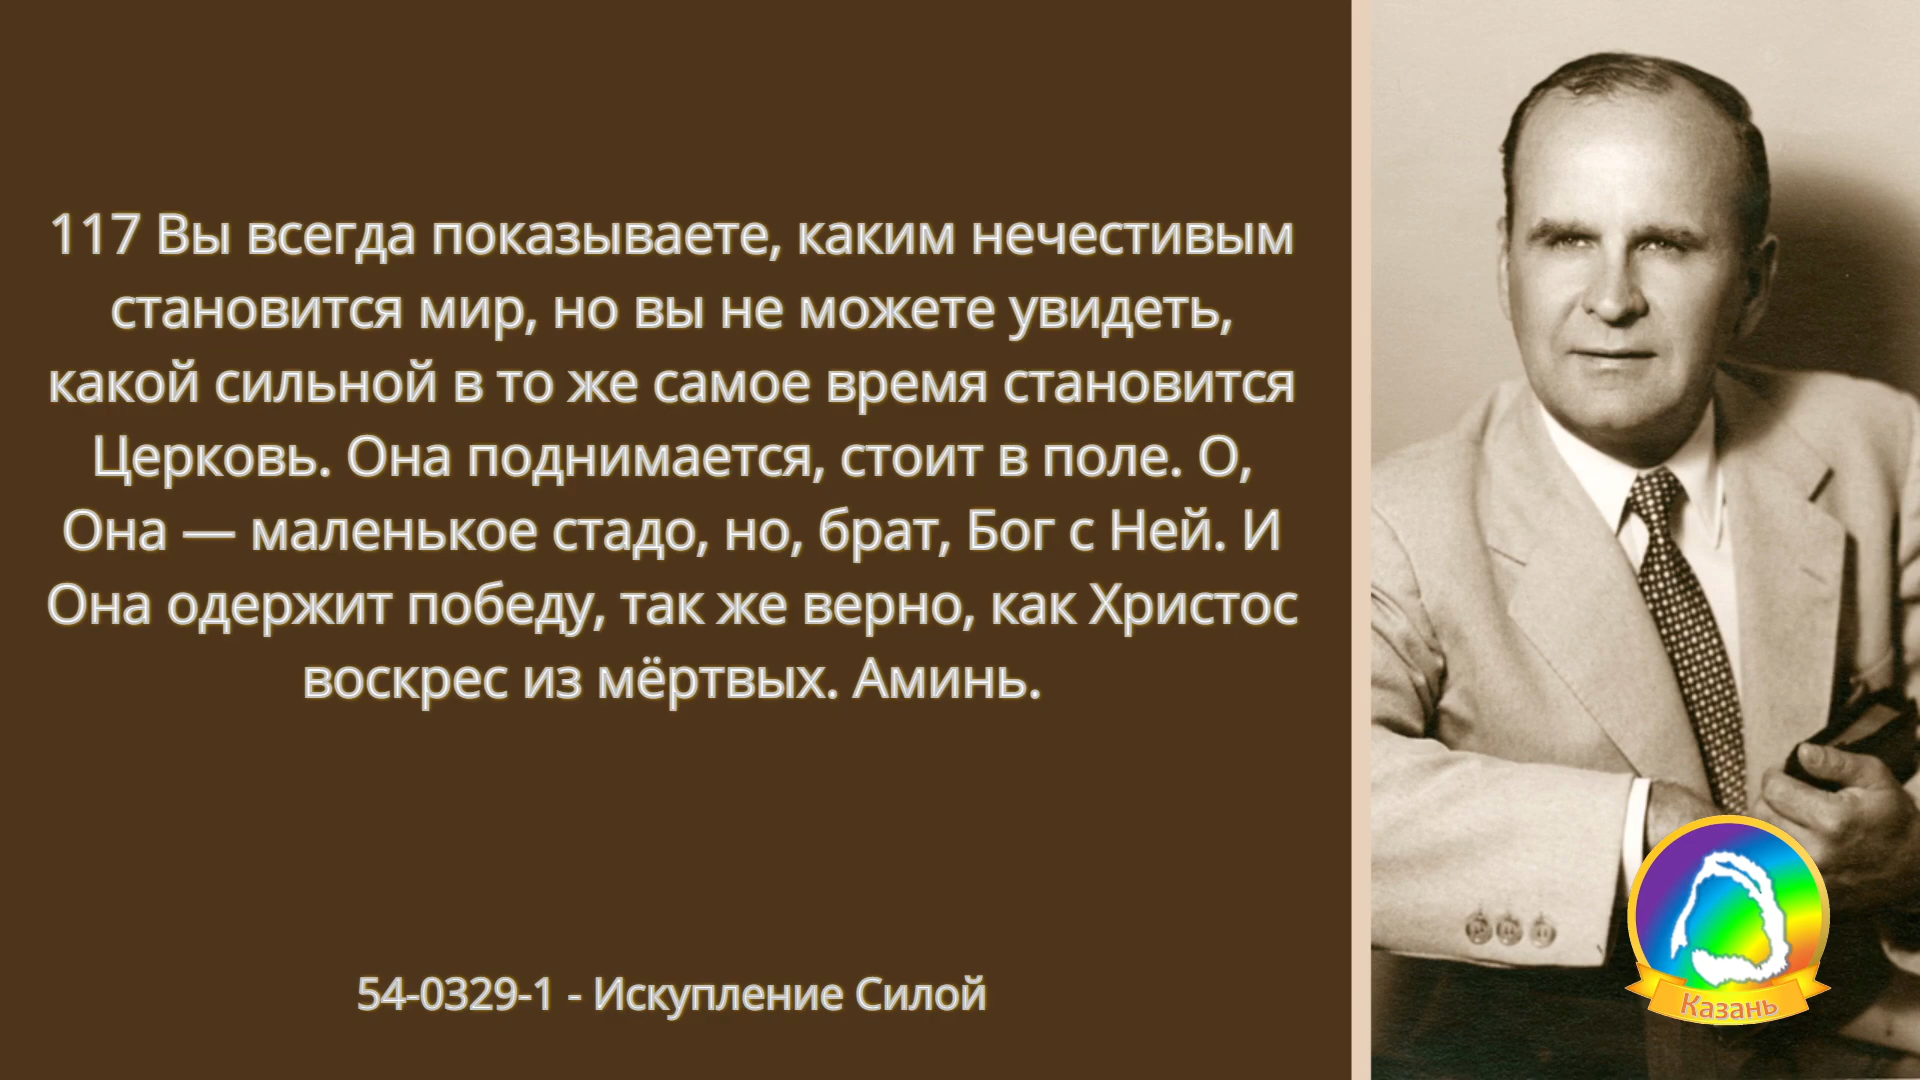 117 Вы всегда показываете, каким нечестивым
становится мир, но вы не можете увидеть,
какой сильной в то же самое время становится
Церковь. Она поднимается, стоит в поле. О,
Она — маленькое стадо, но, брат, Бог с Ней. И
Она одержит победу, так же верно, как Христос
воскрес из мёртвых. Аминь.
54-0329-1 - Искупление Силой
Казань